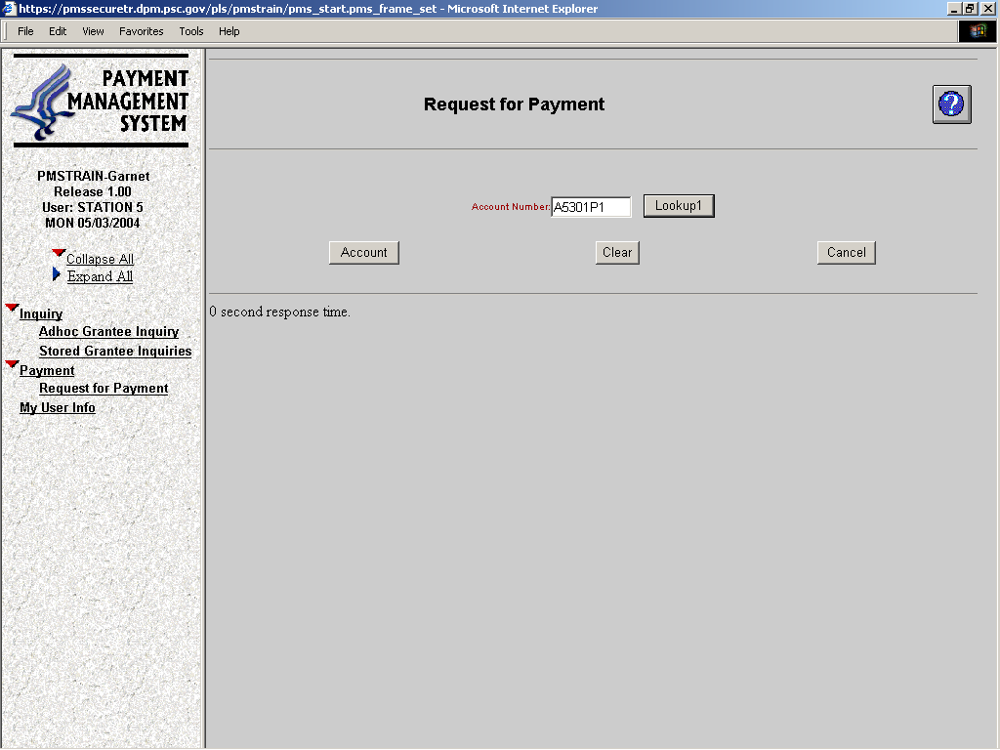 https://pmssecuretr.dpm.psc.gov/pls/pmstrain/pms_start.pms_frame_set - Microsoft Internet Explorer
File Edit View Favorites Tools Help
PAYMENT
MANAGEMENT
SYSTEM
PMSTRAIN-Garnet
Release 1.00
User: STATION 5
MON 05/03/2004
Collapse All
Expand All
Inquiry
Adhoc Grantee Inquiry
Stored Grantee Inquiries
Payment
Request for Payment
My User Info
Request for Payment
?
Account Number: A5301P1 Lookup1
Account Clear Cancel
0 second response time.